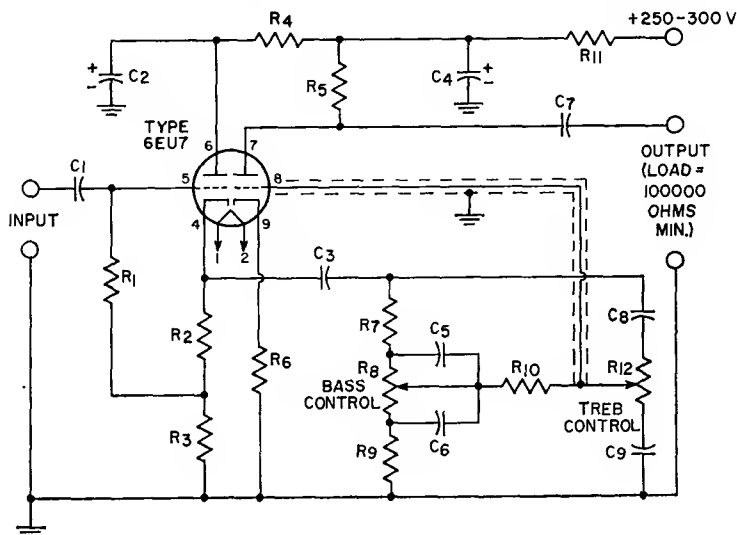 R4
+250-300 V
R11
+
-
C2
R5
C4
+
-
C7
TYPE
6EU7
6
7
OUTPUT
(LOAD =
100000
OHMS
MIN.)
C1
5
8
INPUT
4
9
1
2
C3
R1
R7
C5
C8
R2
R6
R8
R10
R12
BASS
CONTROL
TREB
CONTROL
R3
C6
R9
C9